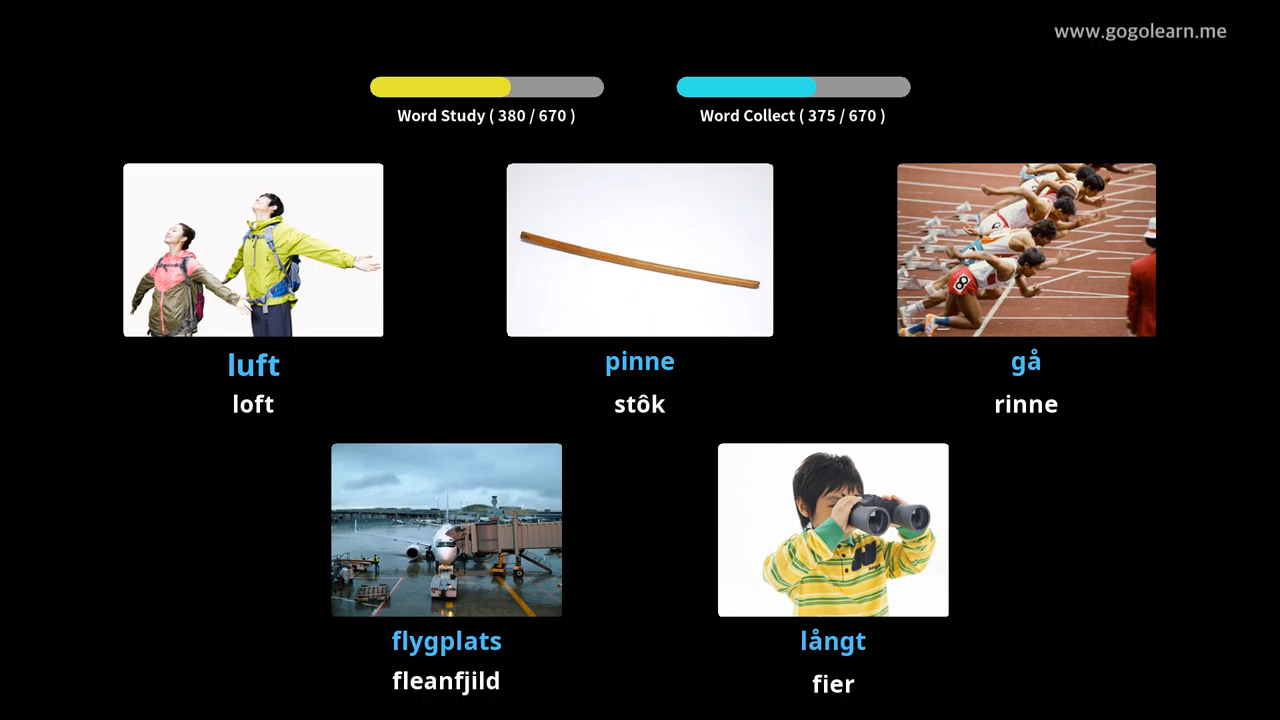 www.gogolearn.me
Word Study ( 380 / 670 )
Word Collect ( 375 / 670 )
luft
loft
pinne
stôk
gå
rinne
8
flygplats
fleanfjild
långt
fier